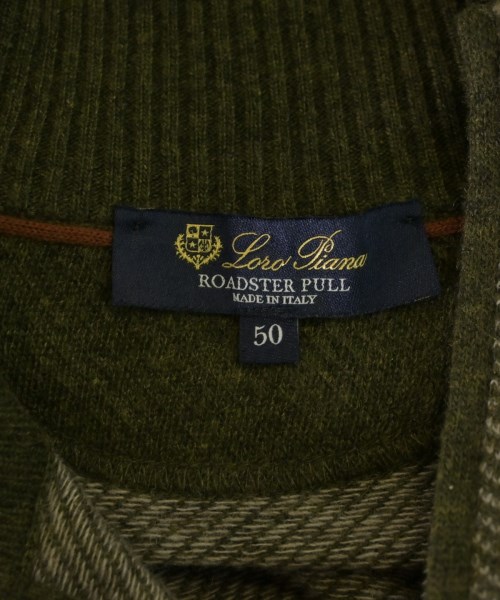 Loro Piana
ROADSTER PULL
MADE IN ITALY
50